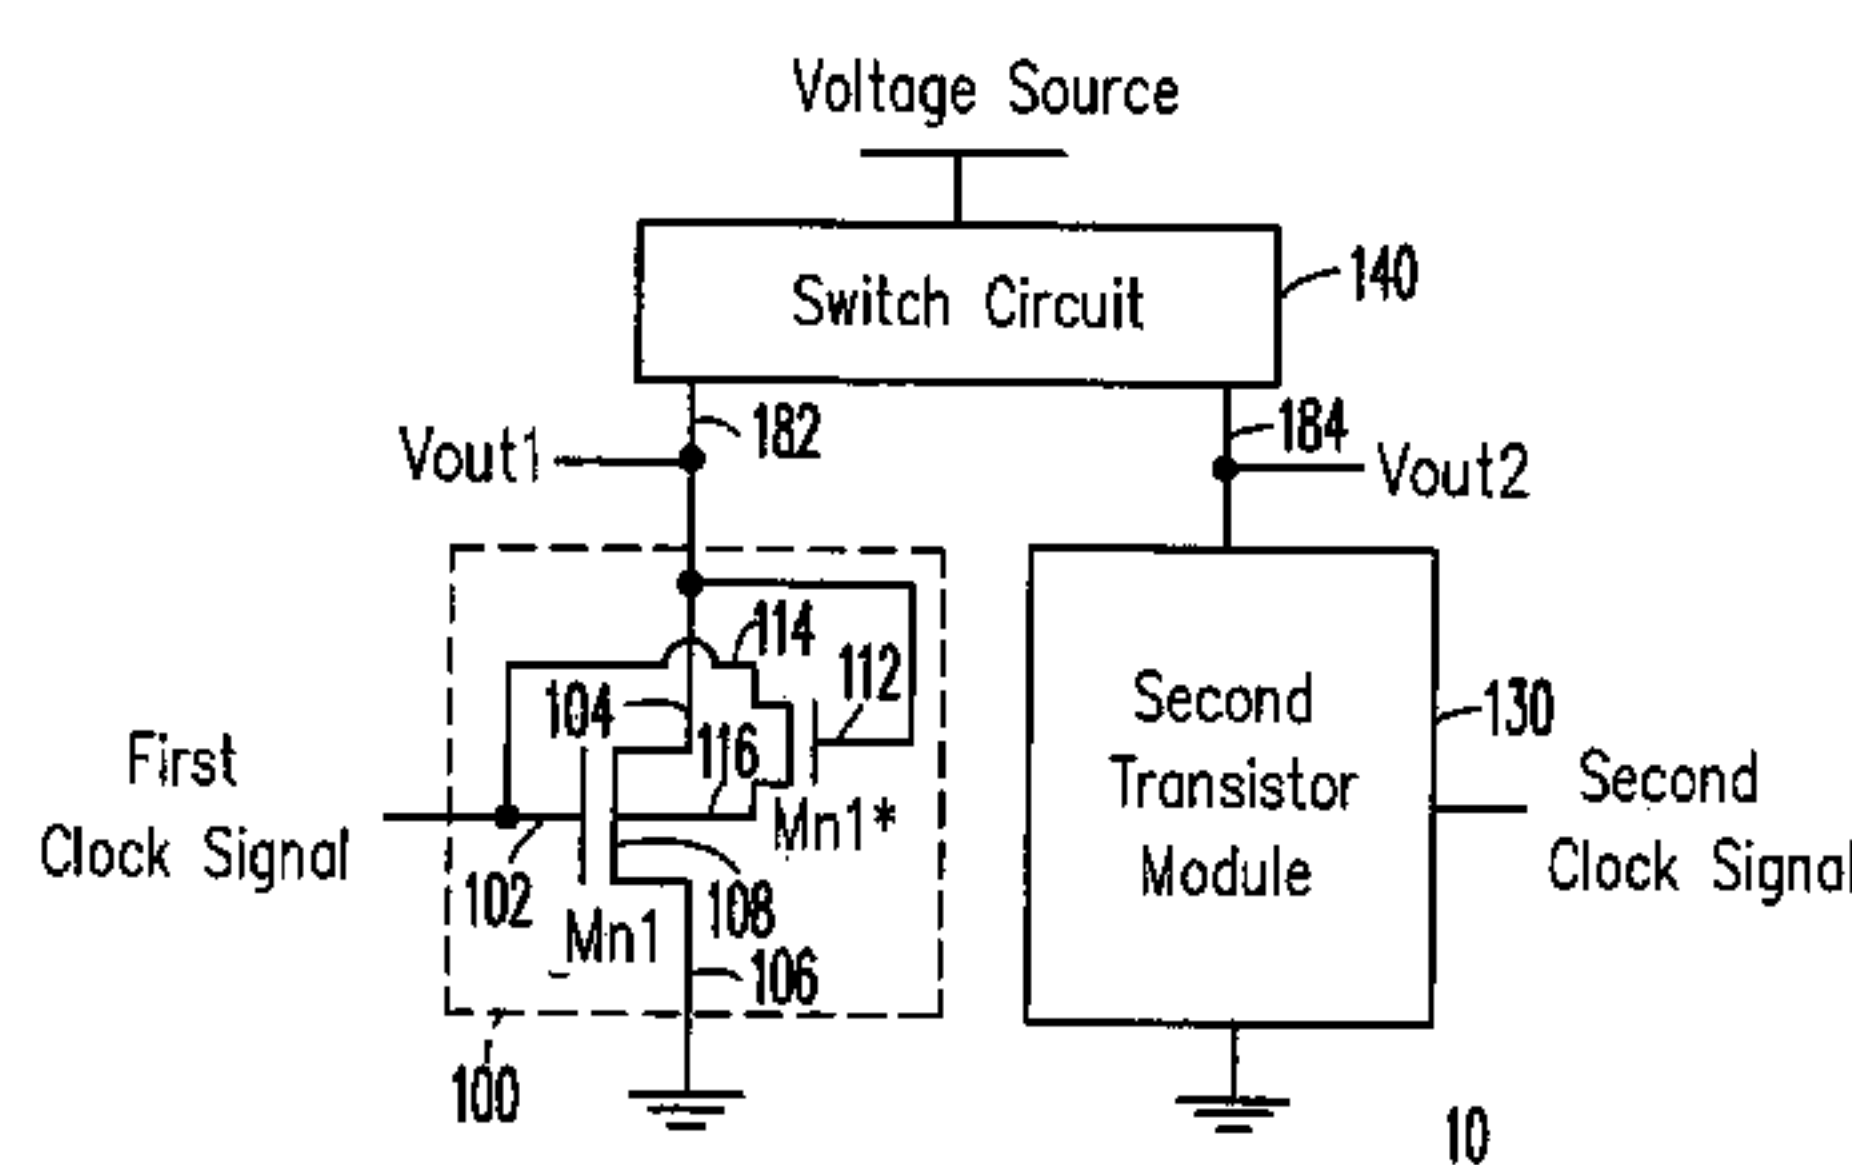 Voltage Source
Switch Circuit
140
182
184
Vout1
Vout2
114
112
104
116
First
Clock Signal
102
Mn1
Mn1*
108
106
100
Second
Transistor
Module
130
Second
Clock Signal
10